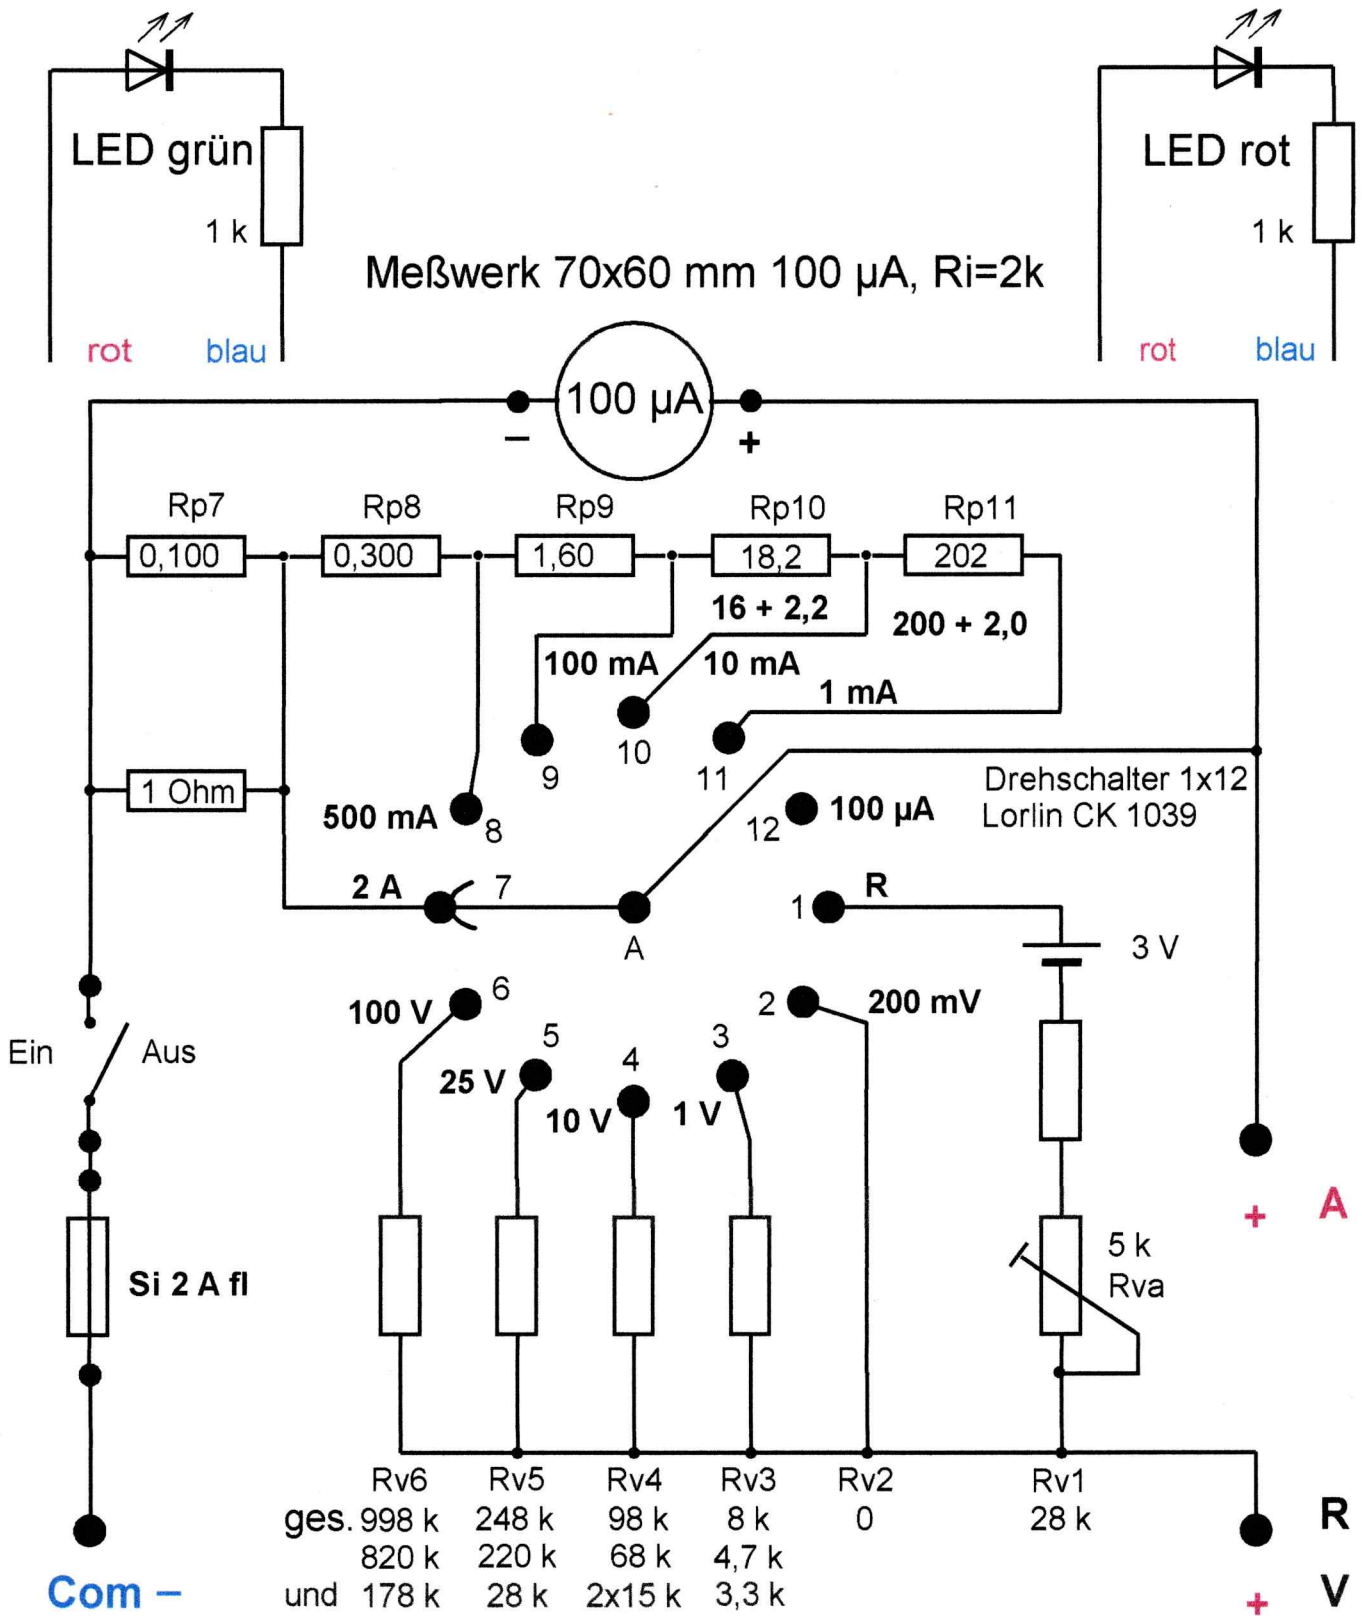 LED grün
1 k
rot blau
LED rot
1 k
rot blau
Meßwerk 70x60 mm 100 µA, Ri=2k
100 µA
– +
Rp7 Rp8 Rp9 Rp10 Rp11
0,100 0,300 1,60 18,2 202
16 + 2,2
200 + 2,0
100 mA 10 mA
1 mA
9 10 11
1 Ohm
500 mA 8
12 100 µA
Drehschalter 1x12
Lorlin CK 1039
2 A 7
A
1 R
3 V
100 V 6
2 200 mV
Ein Aus
25 V 5
10 V 4
1 V 3
Si 2 A fl
5 k
Rva
+ A
Rv6 Rv5 Rv4 Rv3 Rv2 Rv1
ges. 998 k 248 k 98 k 8 k 0 28 k
820 k 220 k 68 k 4,7 k
und 178 k 28 k 2x15 k 3,3 k
Com –
R
+ V